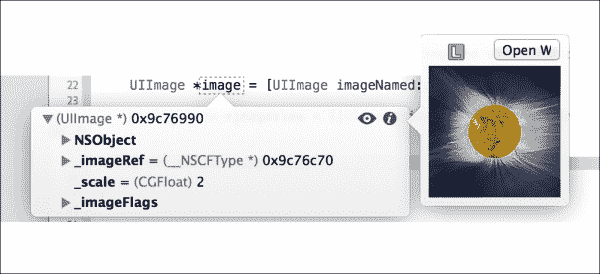 22 UIImage *image = [UIImage imageNamed:
23
(UIImage *) 0x9c76990
NSObject
_imageRef = (__NSCFType *) 0x9c76c70
_scale = (CGFloat) 2
_imageFlags
L Open W